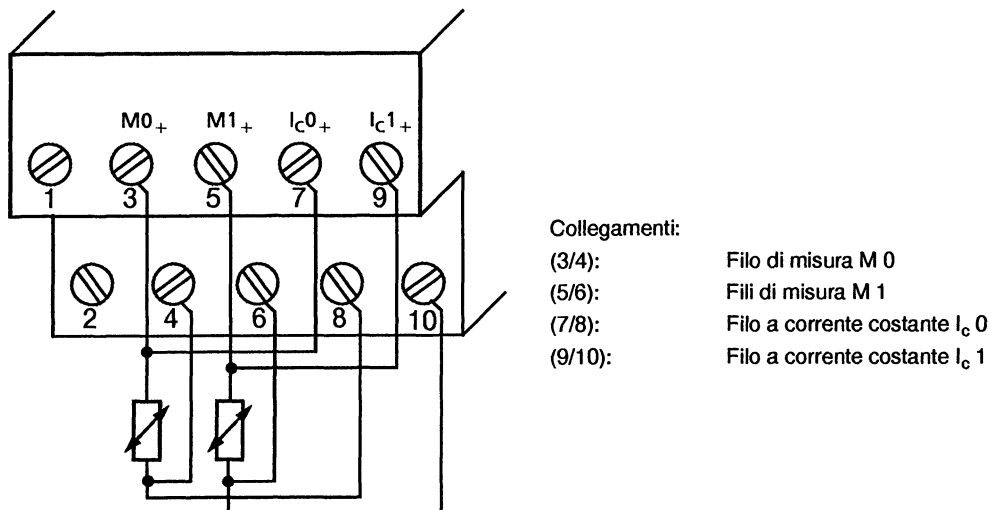 M0+ M1+ Ic0+ Ic1+
1 3 5 7 9
2 4 6 8 10
Collegamenti:
(3/4): Filo di misura M 0
(5/6): Fili di misura M 1
(7/8): Filo a corrente costante Ic 0
(9/10): Filo a corrente costante Ic 1